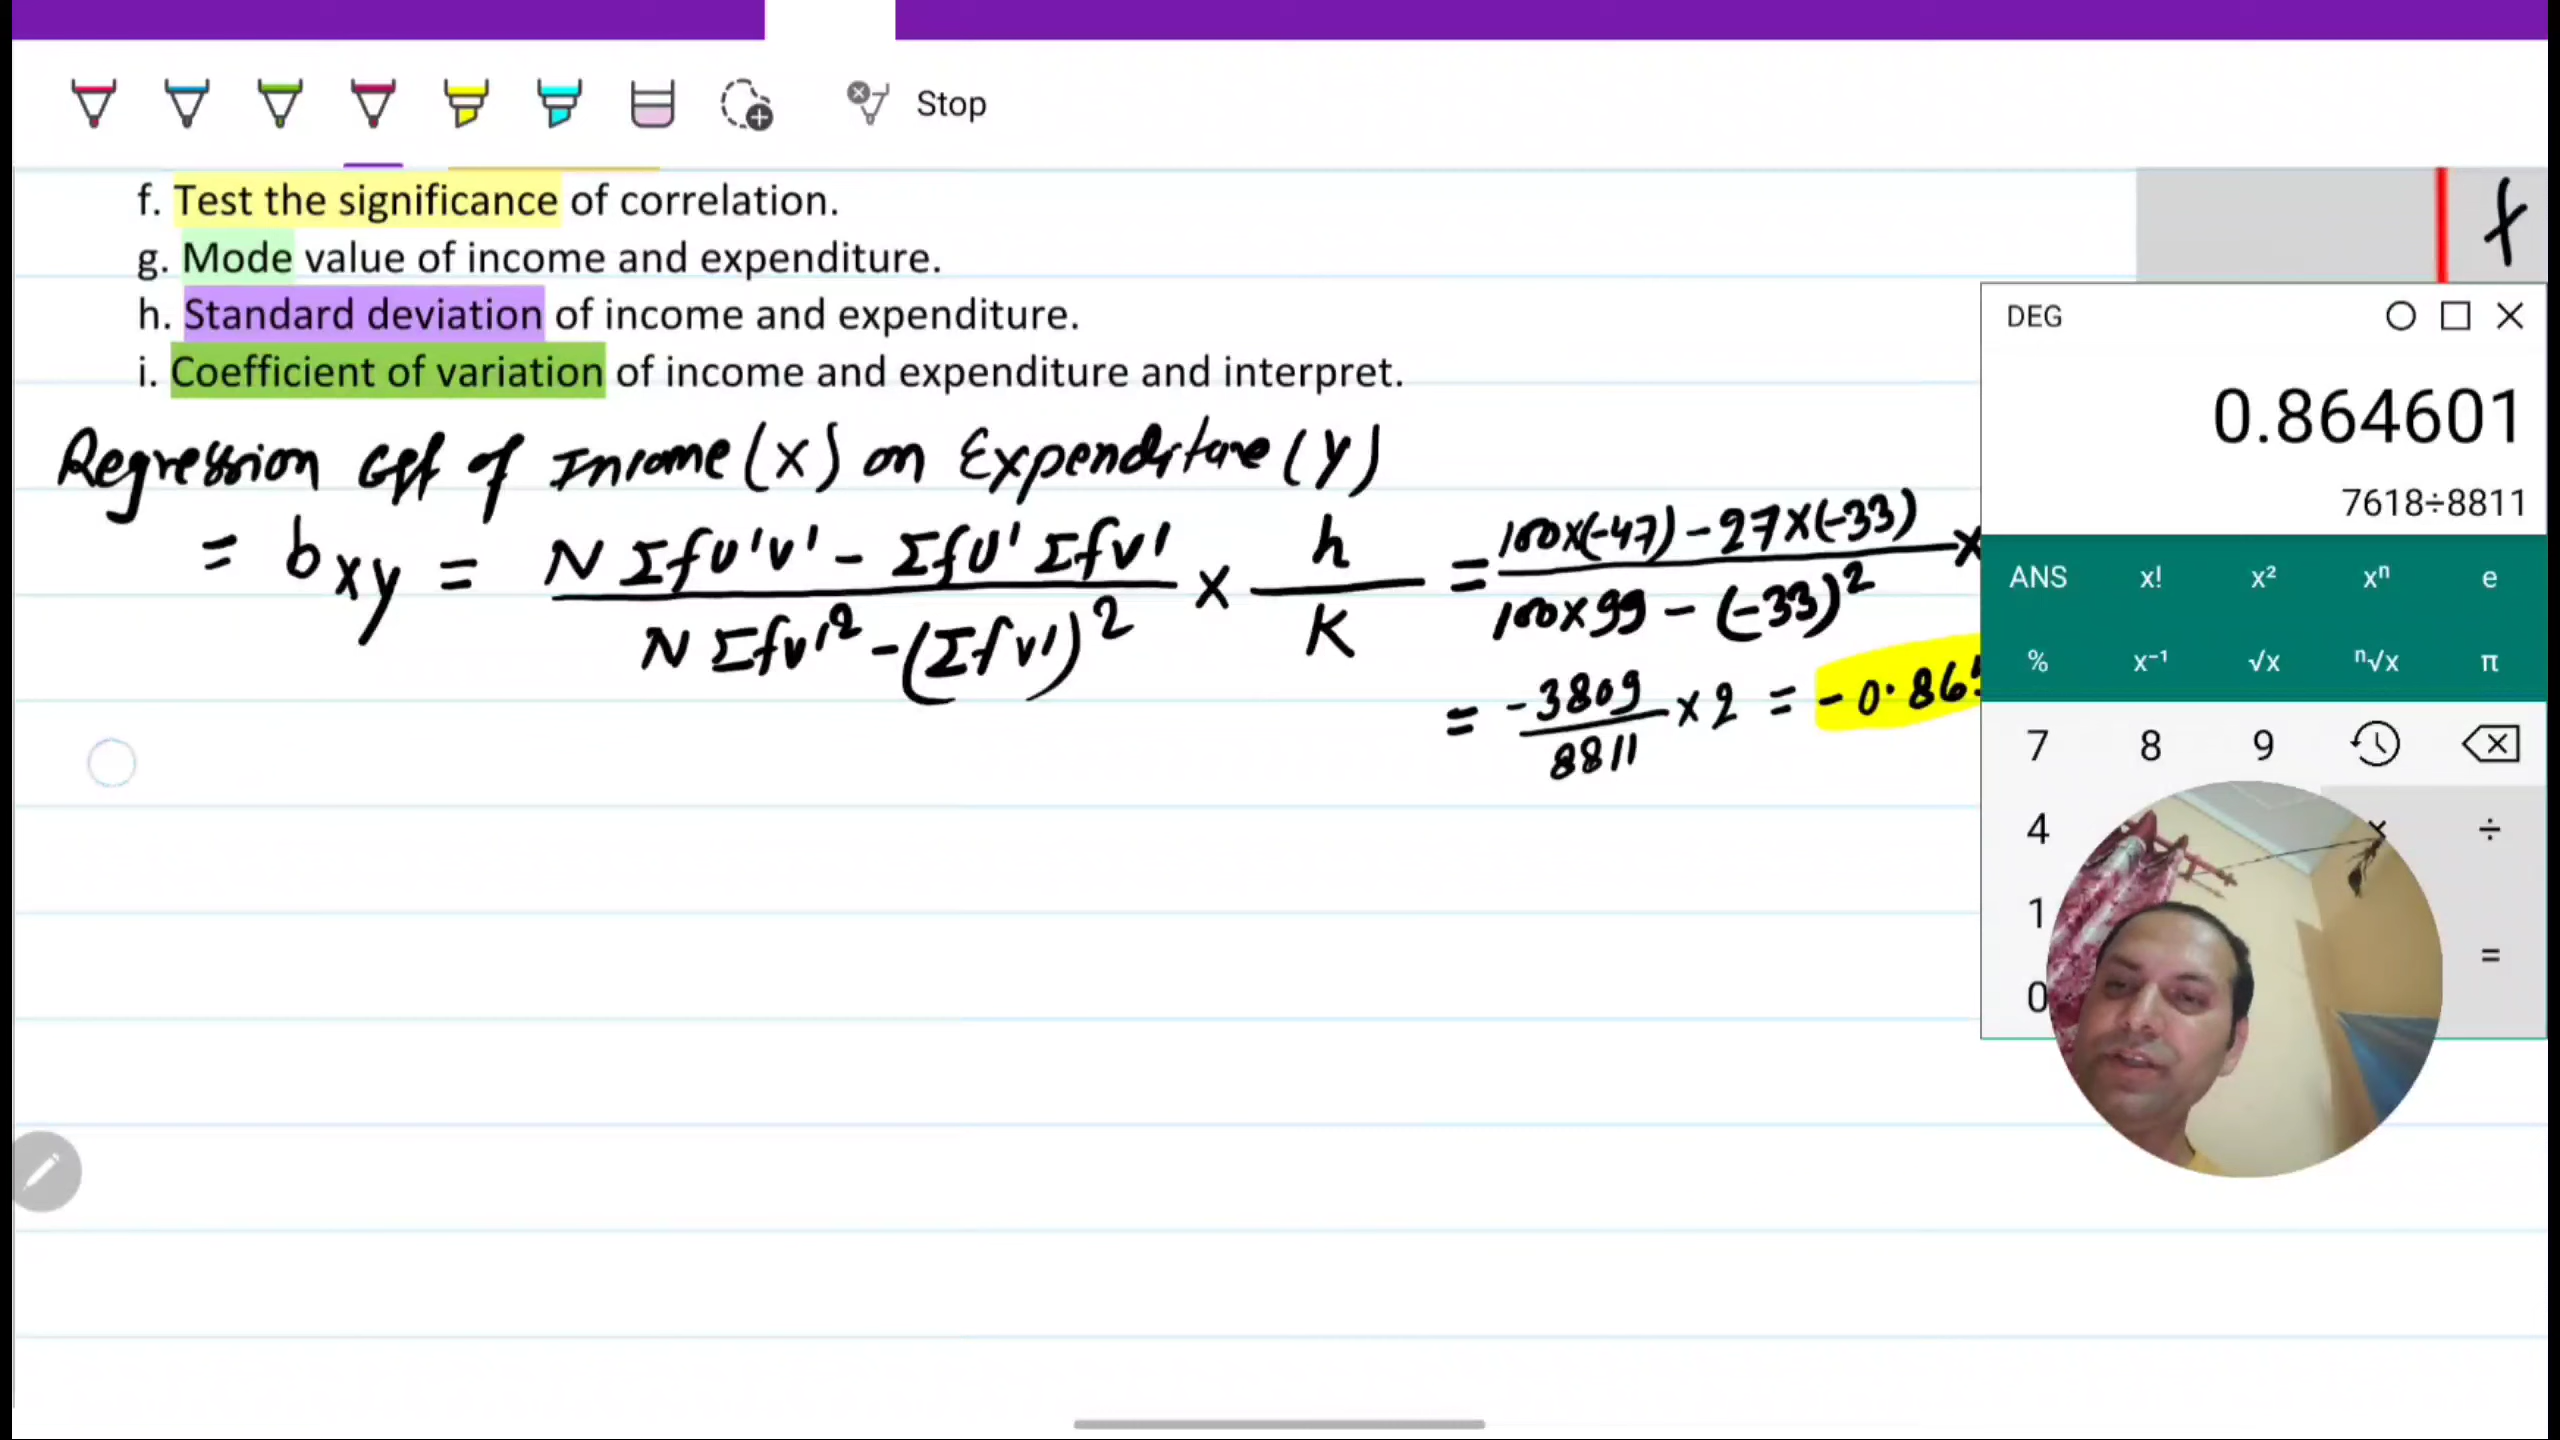 Stop
f. Test the significance of correlation.
g. Mode value of income and expenditure.
h. Standard deviation of income and expenditure.
i. Coefficient of variation of income and expenditure and interpret.
f
Regression Coff of Income (X) on Expenditure (Y)
= bxy = N Σfu'v' - Σfu' Σfv' / N Σfv'² - (Σfv')² × h / K = 100×(-47) - 27×(-33) / 100×99 - (-33)² ×
= -3809 / 8811 × 2 = -0.86
DEG
0.864601
7618÷8811
ANS x! x² xⁿ e
% x⁻¹ √x ⁿ√x π
7 8 9
4 × ÷
1 =
0